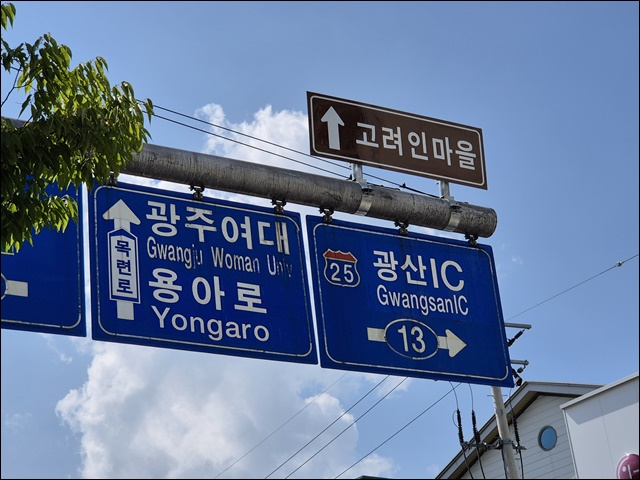 고려인마을
광주여대
Gwangju Woman Univ
목련로
용아로
Yongaro
25
광산IC
GwangsanIC
13